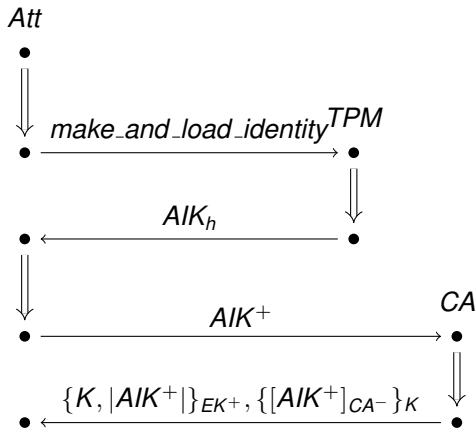 Att
make_and_load_identity TPM
AIK_h
AIK^+
CA
{K, |AIK^+|}_{EK^+}, {[AIK^+]_{CA^-}}_K